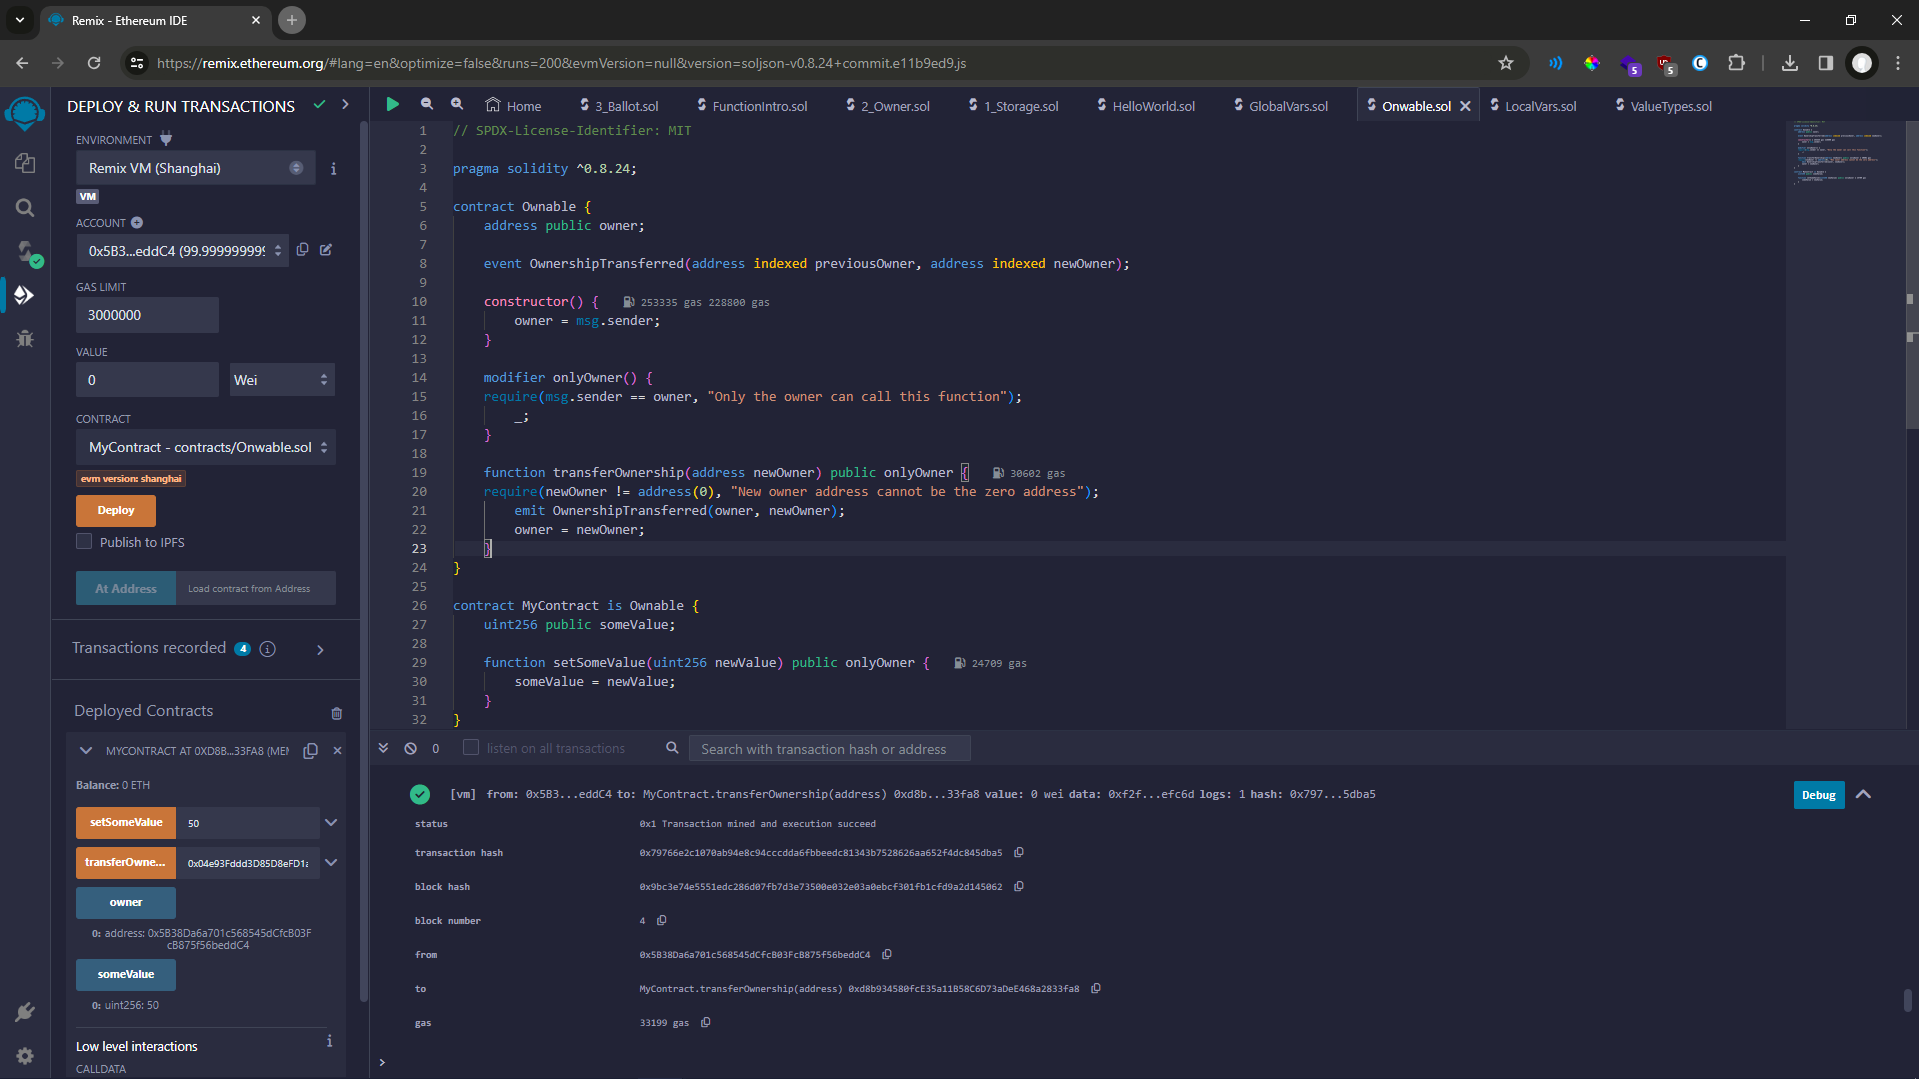 Remix - Ethereum IDE
https://remix.ethereum.org/#lang=en&optimize=false&runs=200&evmVersion=null&version=soljson-v0.8.24+commit.e11b9ed9.js
5
5
DEPLOY & RUN TRANSACTIONS
ENVIRONMENT
Remix VM (Shanghai)
VM
ACCOUNT
0x5B3...eddC4 (99.9999999999
GAS LIMIT
3000000
VALUE
0
Wei
CONTRACT
MyContract - contracts/Onwable.sol
evm version: shanghai
Deploy
Publish to IPFS
At Address
Load contract from Address
Transactions recorded 4
Deployed Contracts
MYCONTRACT AT 0XD8B...33FA8 (MEM
Balance: 0 ETH
setSomeValue 50
transferOwne... 0x04e93Fddd3D85D8eFD1a
owner
0: address: 0x5B38Da6a701c568545dCfcB03F
cB875f56beddC4
someValue
0: uint256: 50
Low level interactions
CALLDATA
Home 3_Ballot.sol FunctionIntro.sol 2_Owner.sol 1_Storage.sol HelloWorld.sol GlobalVars.sol Onwable.sol LocalVars.sol ValueTypes.sol
1 // SPDX-License-Identifier: MIT
2
3 pragma solidity ^0.8.24;
4
5 contract Ownable {
6 address public owner;
7
8 event OwnershipTransferred(address indexed previousOwner, address indexed newOwner);
9
10 constructor() { 253335 gas 228800 gas
11 owner = msg.sender;
12 }
13
14 modifier onlyOwner() {
15 require(msg.sender == owner, "Only the owner can call this function");
16 _;
17 }
18
19 function transferOwnership(address newOwner) public onlyOwner { 30602 gas
20 require(newOwner != address(0), "New owner address cannot be the zero address");
21 emit OwnershipTransferred(owner, newOwner);
22 owner = newOwner;
23 }
24 }
25
26 contract MyContract is Ownable {
27 uint256 public someValue;
28
29 function setSomeValue(uint256 newValue) public onlyOwner { 24709 gas
30 someValue = newValue;
31 }
32 }
0 listen on all transactions Search with transaction hash or address
[vm] from: 0x5B3...eddC4 to: MyContract.transferOwnership(address) 0xd8b...33fa8 value: 0 wei data: 0xf2f...efc6d logs: 1 hash: 0x797...5dba5
Debug
status 0x1 Transaction mined and execution succeed
transaction hash 0x79766e2c1070ab94e8c94cccdda6fbbeedc81343b7528626aa652f4dc845dba5
block hash 0x9bc3e74e5551edc286d07fb7d3e73500e032e03a0ebcf301fb1cfd9a2d145062
block number 4
from 0x5B38Da6a701c568545dCfcB03FcB875f56beddC4
to MyContract.transferOwnership(address) 0xd8b934580fcE35a11B58C6D73aDeE468a2833fa8
gas 33199 gas
>